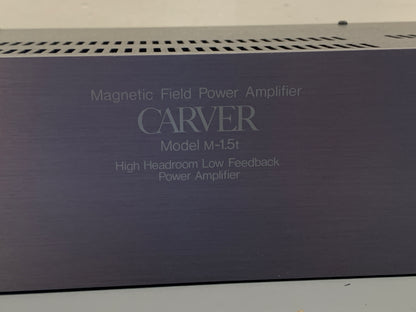 Magnetic Field Power Amplifier
CARVER
Model M-1.5t
High Headroom Low Feedback
Power Amplifier